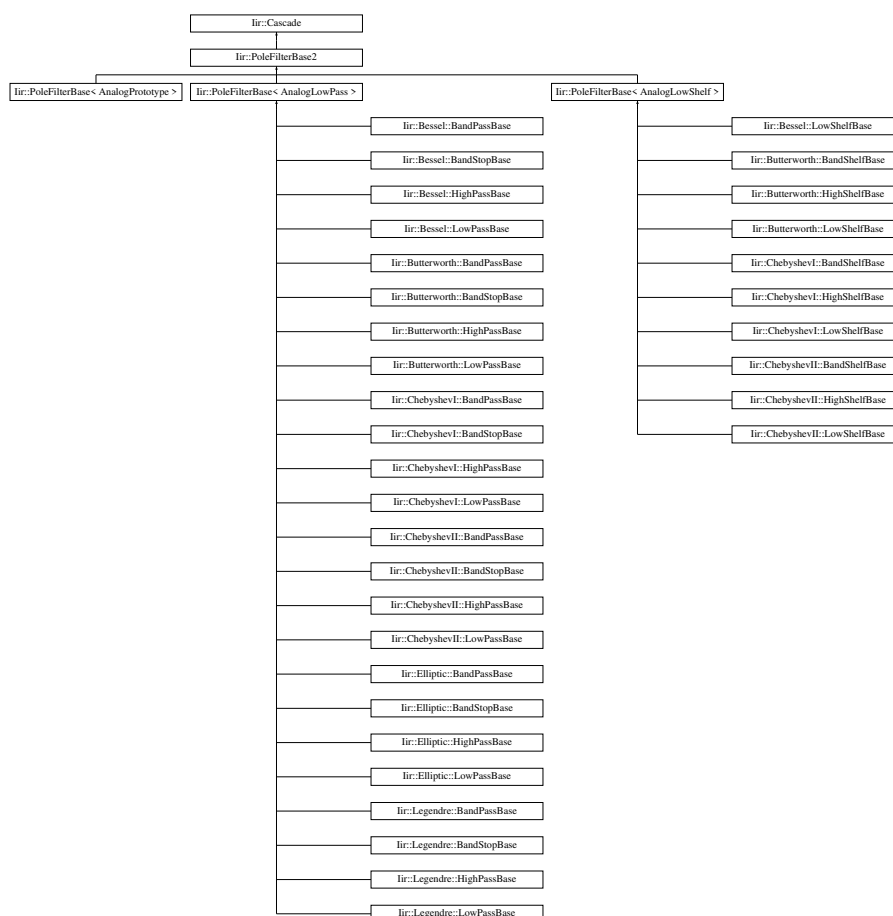 Iir::Cascade
Iir::PoleFilterBase2
Iir::PoleFilterBase< AnalogPrototype >
Iir::PoleFilterBase< AnalogLowPass >
Iir::PoleFilterBase< AnalogLowShelf >
Iir::Bessel::BandPassBase
Iir::Bessel::BandStopBase
Iir::Bessel::HighPassBase
Iir::Bessel::LowPassBase
Iir::Butterworth::BandPassBase
Iir::Butterworth::BandStopBase
Iir::Butterworth::HighPassBase
Iir::Butterworth::LowPassBase
Iir::ChebyshevI::BandPassBase
Iir::ChebyshevI::BandStopBase
Iir::ChebyshevI::HighPassBase
Iir::ChebyshevI::LowPassBase
Iir::ChebyshevII::BandPassBase
Iir::ChebyshevII::BandStopBase
Iir::ChebyshevII::HighPassBase
Iir::ChebyshevII::LowPassBase
Iir::Elliptic::BandPassBase
Iir::Elliptic::BandStopBase
Iir::Elliptic::HighPassBase
Iir::Elliptic::LowPassBase
Iir::Legendre::BandPassBase
Iir::Legendre::BandStopBase
Iir::Legendre::HighPassBase
Iir::Legendre::LowPassBase
Iir::Bessel::LowShelfBase
Iir::Butterworth::BandShelfBase
Iir::Butterworth::HighShelfBase
Iir::Butterworth::LowShelfBase
Iir::ChebyshevI::BandShelfBase
Iir::ChebyshevI::HighShelfBase
Iir::ChebyshevI::LowShelfBase
Iir::ChebyshevII::BandShelfBase
Iir::ChebyshevII::HighShelfBase
Iir::ChebyshevII::LowShelfBase